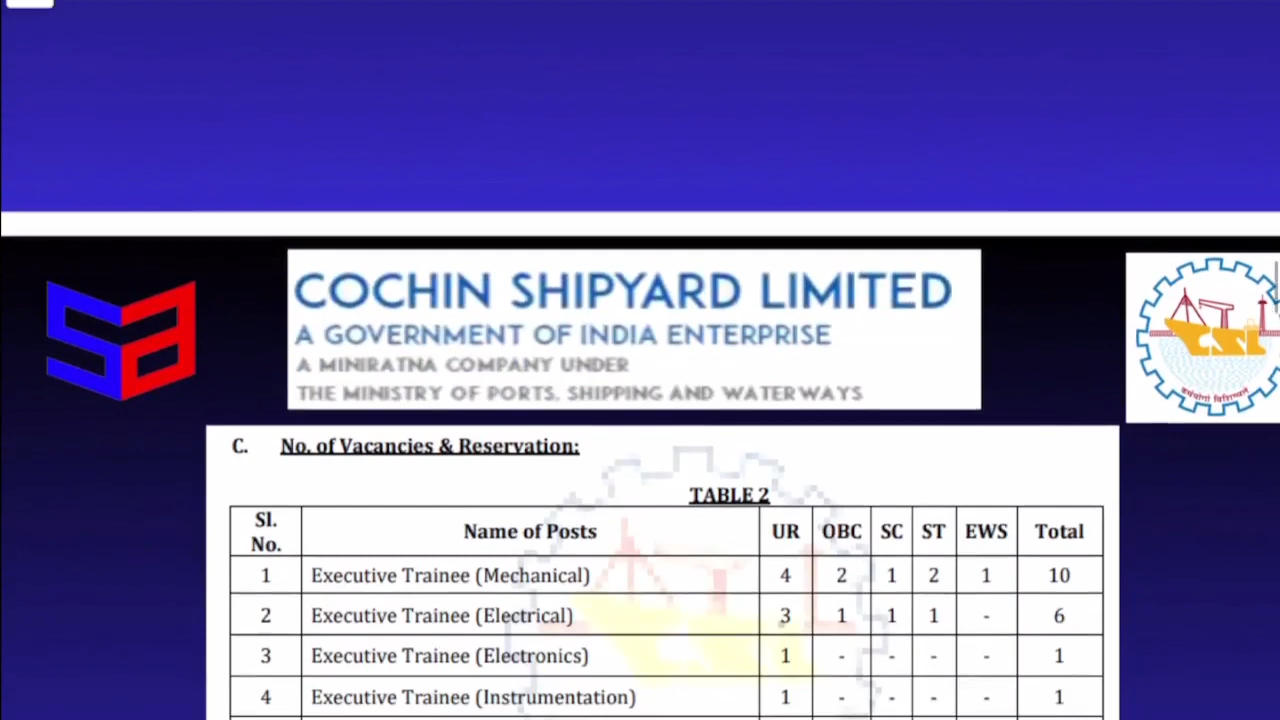 COCHIN SHIPYARD LIMITED
A GOVERNMENT OF INDIA ENTERPRISE
A MINIRATNA COMPANY UNDER
THE MINISTRY OF PORTS, SHIPPING AND WATERWAYS
CSL
C. No. of Vacancies & Reservation:
TABLE 2
Sl. No. Name of Posts UR OBC SC ST EWS Total
1 Executive Trainee (Mechanical) 4 2 1 2 1 10
2 Executive Trainee (Electrical) 3 1 1 1 - 6
3 Executive Trainee (Electronics) 1 - - - - 1
4 Executive Trainee (Instrumentation) 1 - - - - 1